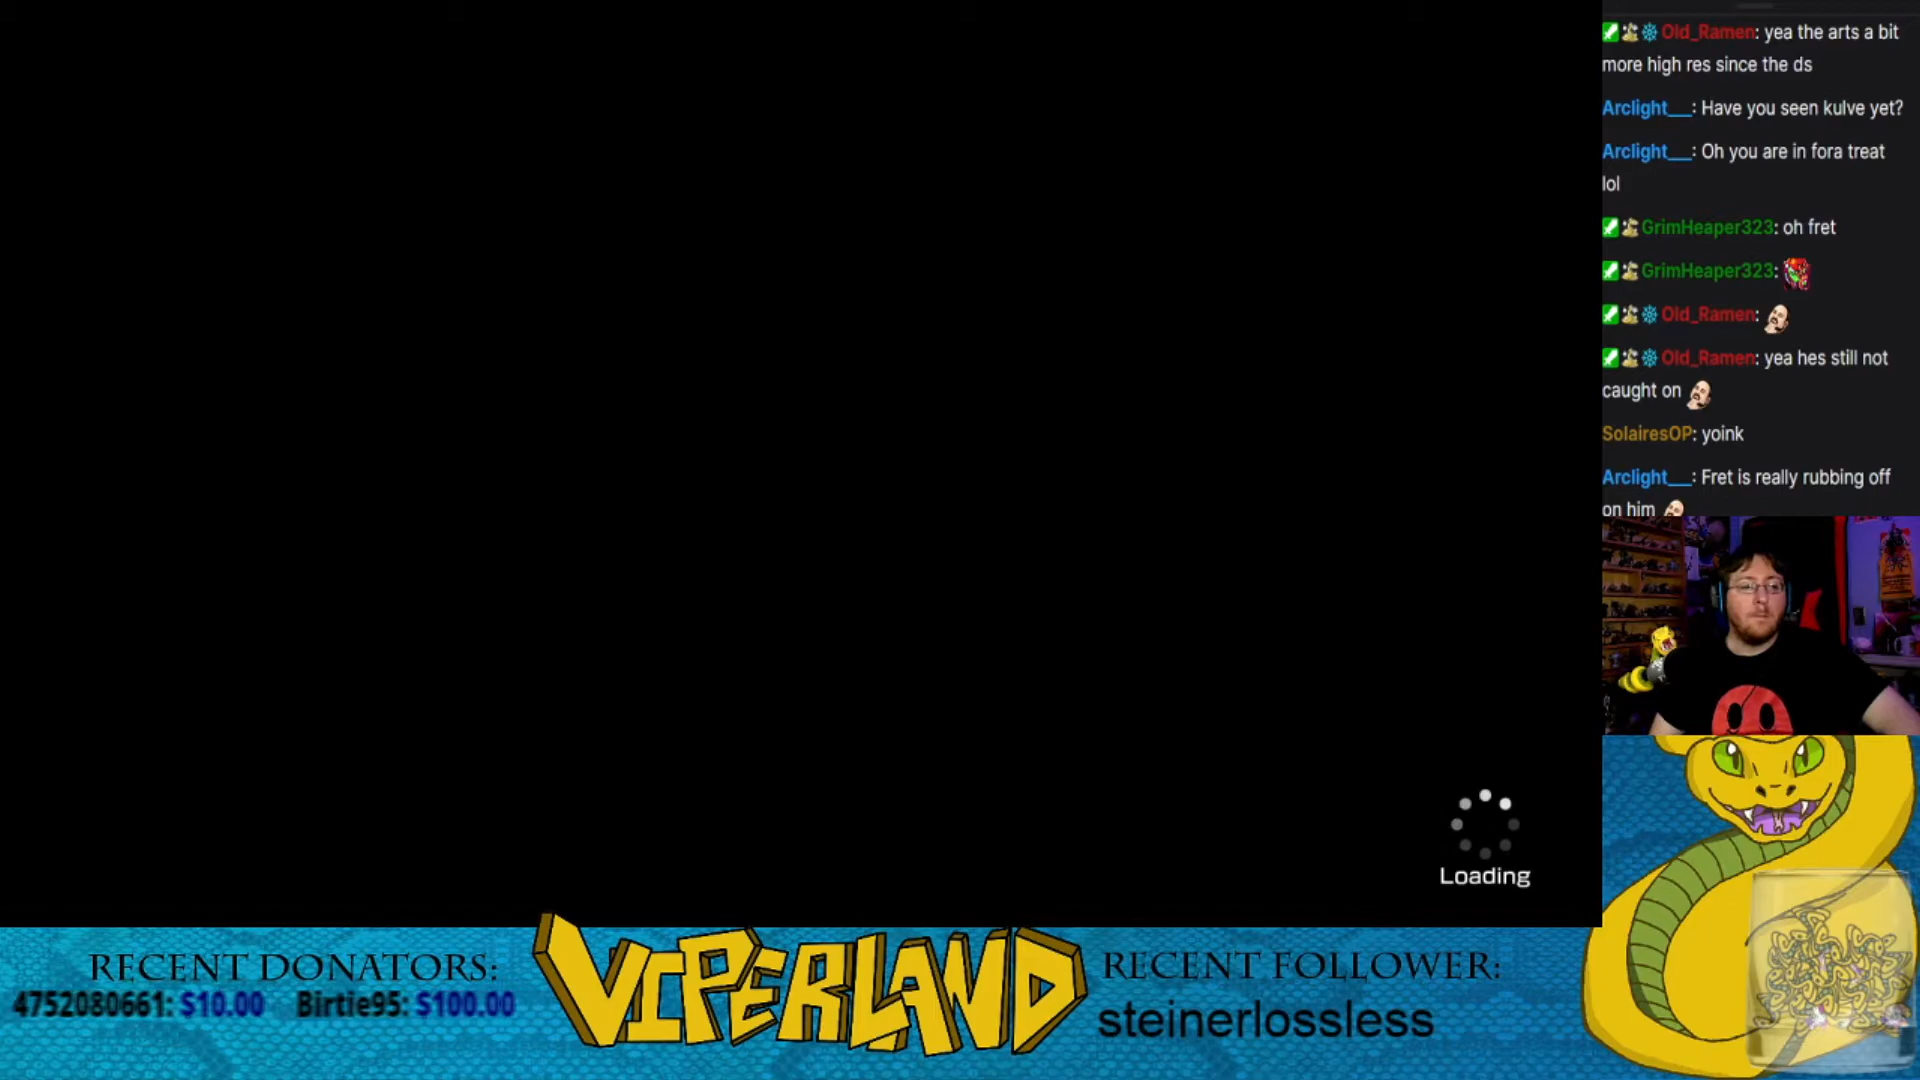 Old_Ramen: yea the arts a bit
more high res since the ds
Arclight__: Have you seen kulve yet?
Arclight__: Oh you are in fora treat
lol
GrimHeaper323: oh fret
GrimHeaper323:
Old_Ramen:
Old_Ramen: yea hes still not
caught on
SolairesOP: yoink
Arclight__: Fret is really rubbing off
on him
Loading
RECENT DONATORS:
4752080661: $10.00 Birtie95: $100.00
VIPERLAND
RECENT FOLLOWER:
steinerlossless